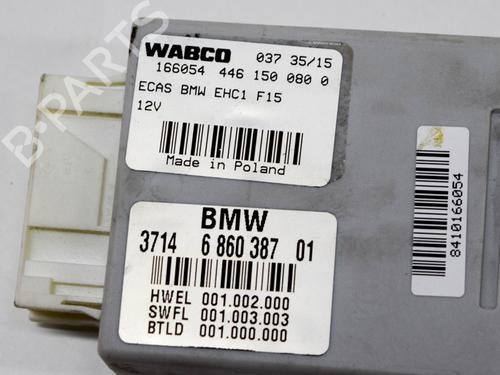 WABCO 037 35/15
166054 446 150 080 0
ECAS BMW EHC1 F15
12V
Made in Poland
BMW
3714 6 860 387 01
HWEL 001.002.000
SWFL 001.003.003
BTLD 001.000.000
8410166054